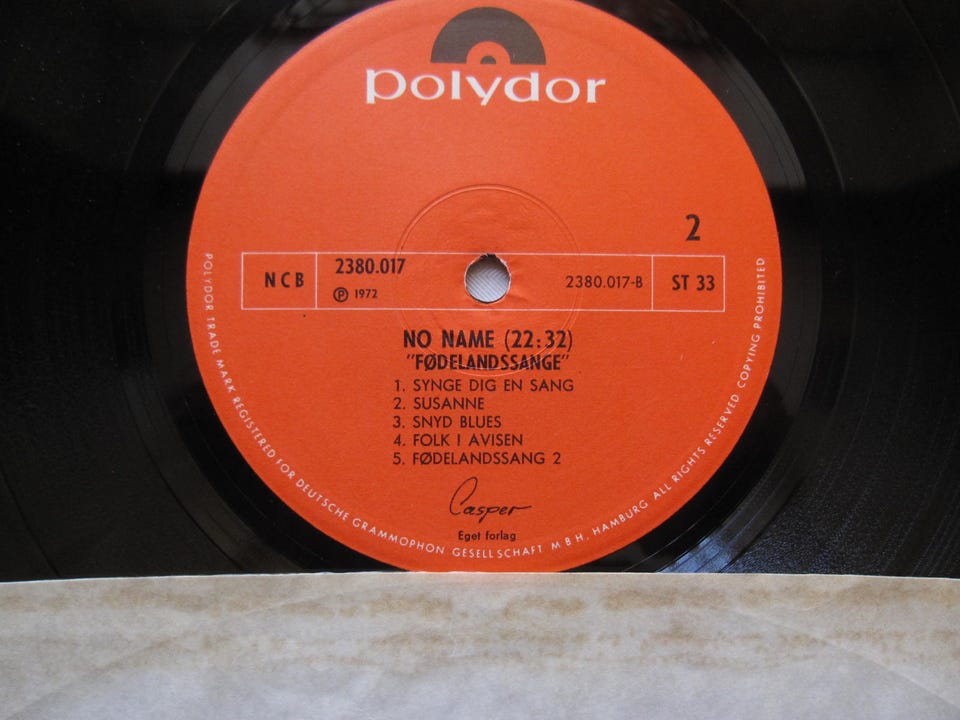 polydor
2
NCB
2380.017
℗ 1972
2380.017-B
ST 33
NO NAME (22:32)
"FØDELANDSSANGE"
1. SYNGE DIG EN SANG
2. SUSANNE
3. SNYD BLUES
4. FOLK I AVISEN
5. FØDELANDSSANG 2
Casper
Eget forlag
POLYDOR TRADE MARK REGISTERED FOR DEUTSCHE GRAMMOPHON GESELLSCHAFT MBH, HAMBURG ALL RIGHTS RESERVED COPYING PROHIBITED